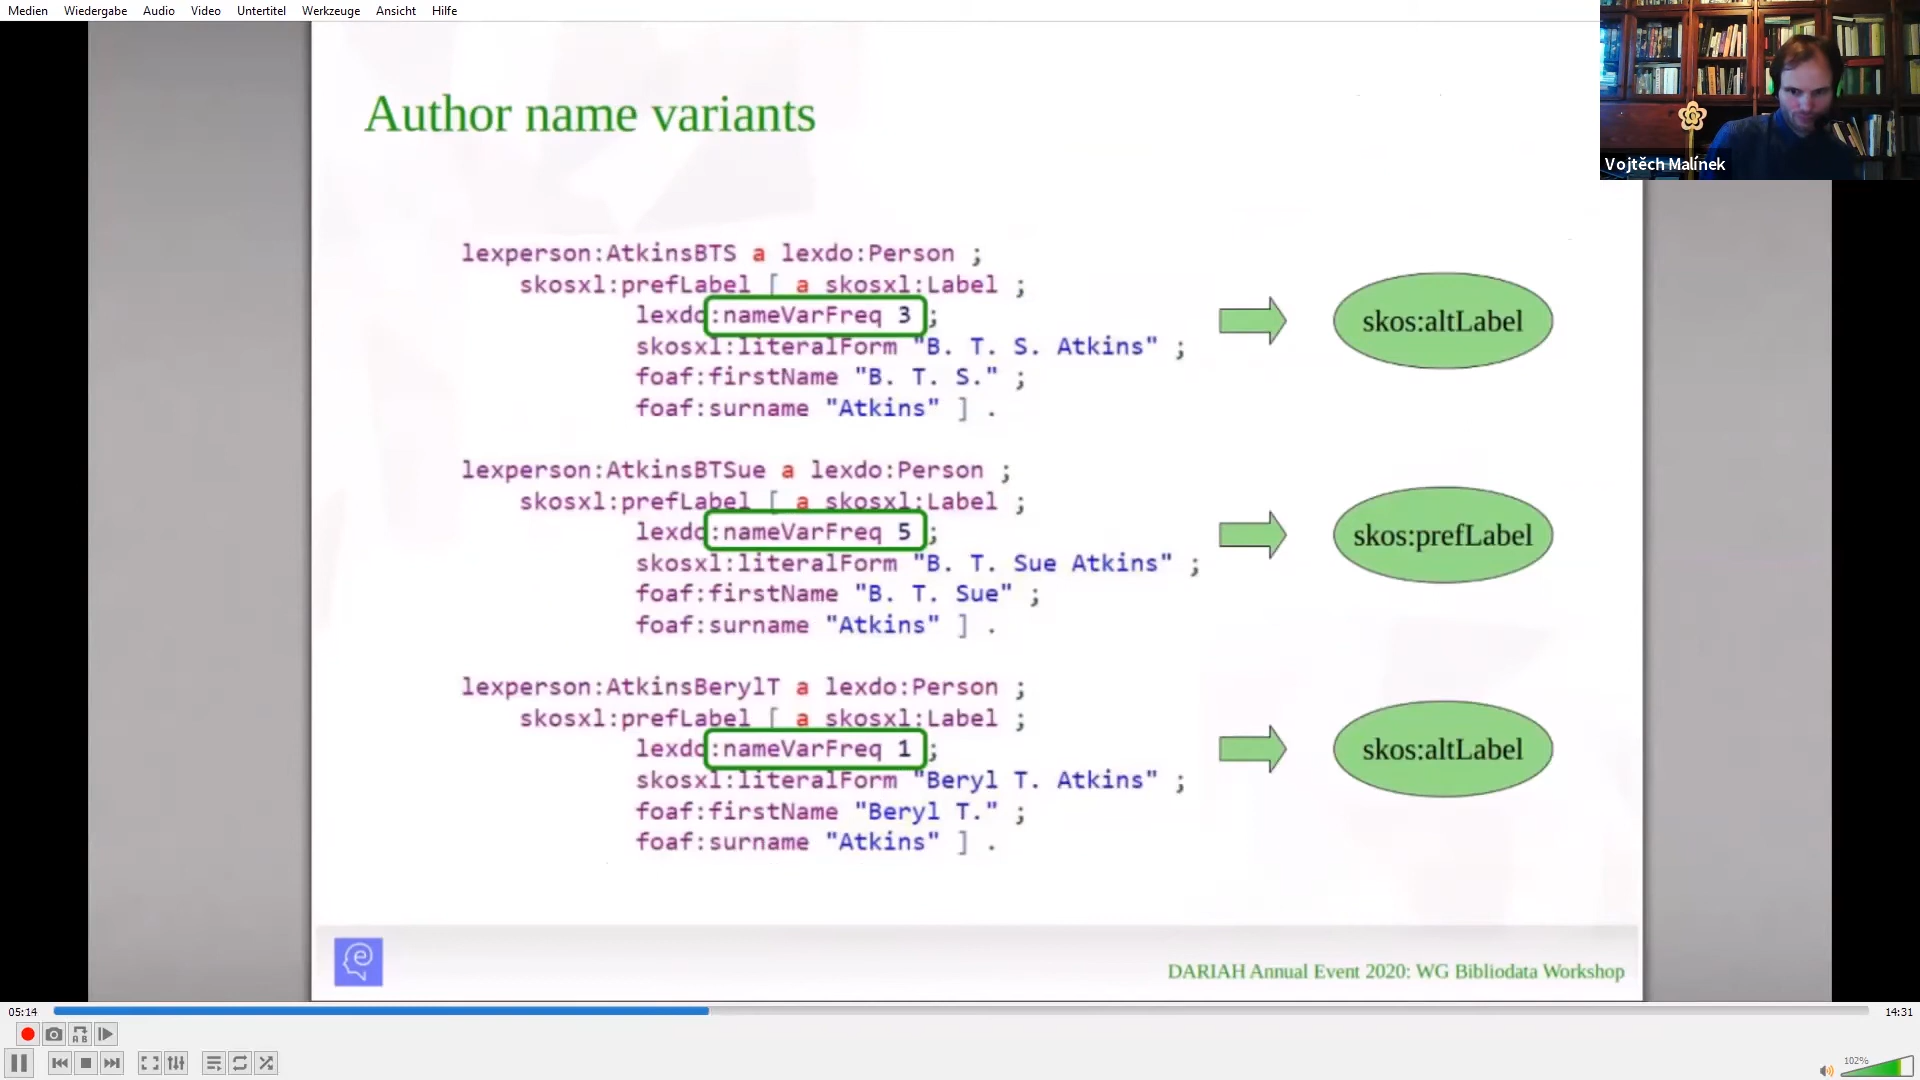 Medien Wiedergabe Audio Video Untertitel Werkzeuge Ansicht Hilfe
Vojtěch Malínek
Author name variants
lexperson:AtkinsBTS a lexdo:Person ;
skosxl:prefLabel [ a skosxl:Label ;
lexdo:nameVarFreq 3 ;
skosxl:literalForm "B. T. S. Atkins" ;
foaf:firstName "B. T. S." ;
foaf:surname "Atkins" ] .
skos:altLabel
lexperson:AtkinsBTSue a lexdo:Person ;
skosxl:prefLabel [ a skosxl:Label ;
lexdo:nameVarFreq 5 ;
skosxl:literalForm "B. T. Sue Atkins" ;
foaf:firstName "B. T. Sue" ;
foaf:surname "Atkins" ] .
skos:prefLabel
lexperson:AtkinsBerylT a lexdo:Person ;
skosxl:prefLabel [ a skosxl:Label ;
lexdo:nameVarFreq 1 ;
skosxl:literalForm "Beryl T. Atkins" ;
foaf:firstName "Beryl T." ;
foaf:surname "Atkins" ] .
skos:altLabel
DARIAH Annual Event 2020: WG Bibliodata Workshop
05:14
14:31
102%